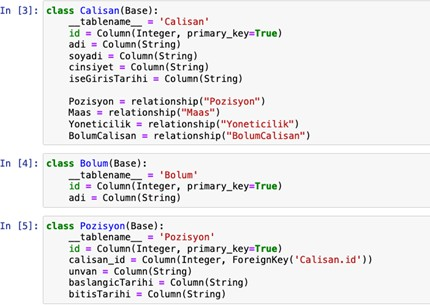 In [3]: class Calisan(Base):
__tablename__ = 'Calisan'
id = Column(Integer, primary_key=True)
adi = Column(String)
soyadi = Column(String)
cinsiyet = Column(String)
iseGirisTarihi = Column(String)
Pozisyon = relationship("Pozisyon")
Maas = relationship("Maas")
Yoneticilik = relationship("Yoneticilik")
BolumCalisan = relationship("BolumCalisan")
In [4]: class Bolum(Base):
__tablename__ = 'Bolum'
id = Column(Integer, primary_key=True)
adi = Column(String)
In [5]: class Pozisyon(Base):
__tablename__ = 'Pozisyon'
id = Column(Integer, primary_key=True)
calisan_id = Column(Integer, ForeignKey('Calisan.id'))
unvan = Column(String)
baslangicTarihi = Column(String)
bitisTarihi = Column(String)